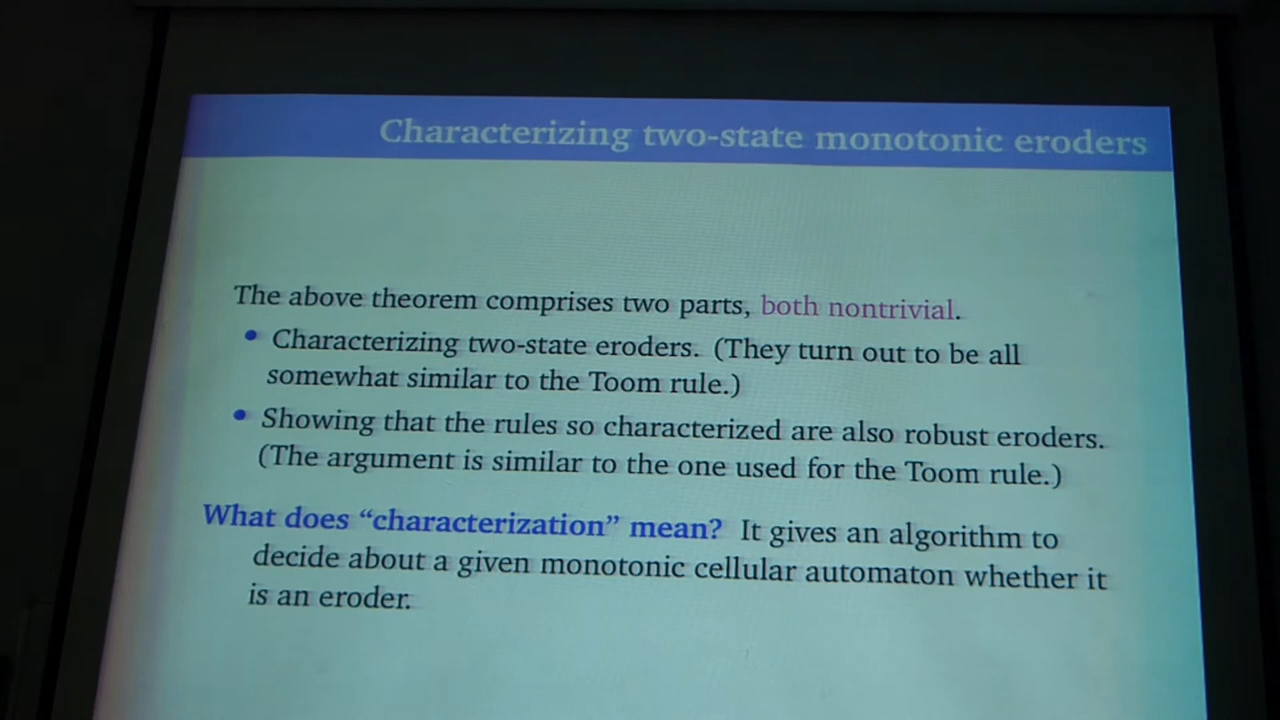 Characterizing two-state monotonic eroders
The above theorem comprises two parts, both nontrivial.
• Characterizing two-state eroders. (They turn out to be all
somewhat similar to the Toom rule.)
• Showing that the rules so characterized are also robust eroders.
(The argument is similar to the one used for the Toom rule.)
What does “characterization” mean? It gives an algorithm to
decide about a given monotonic cellular automaton whether it
is an eroder.